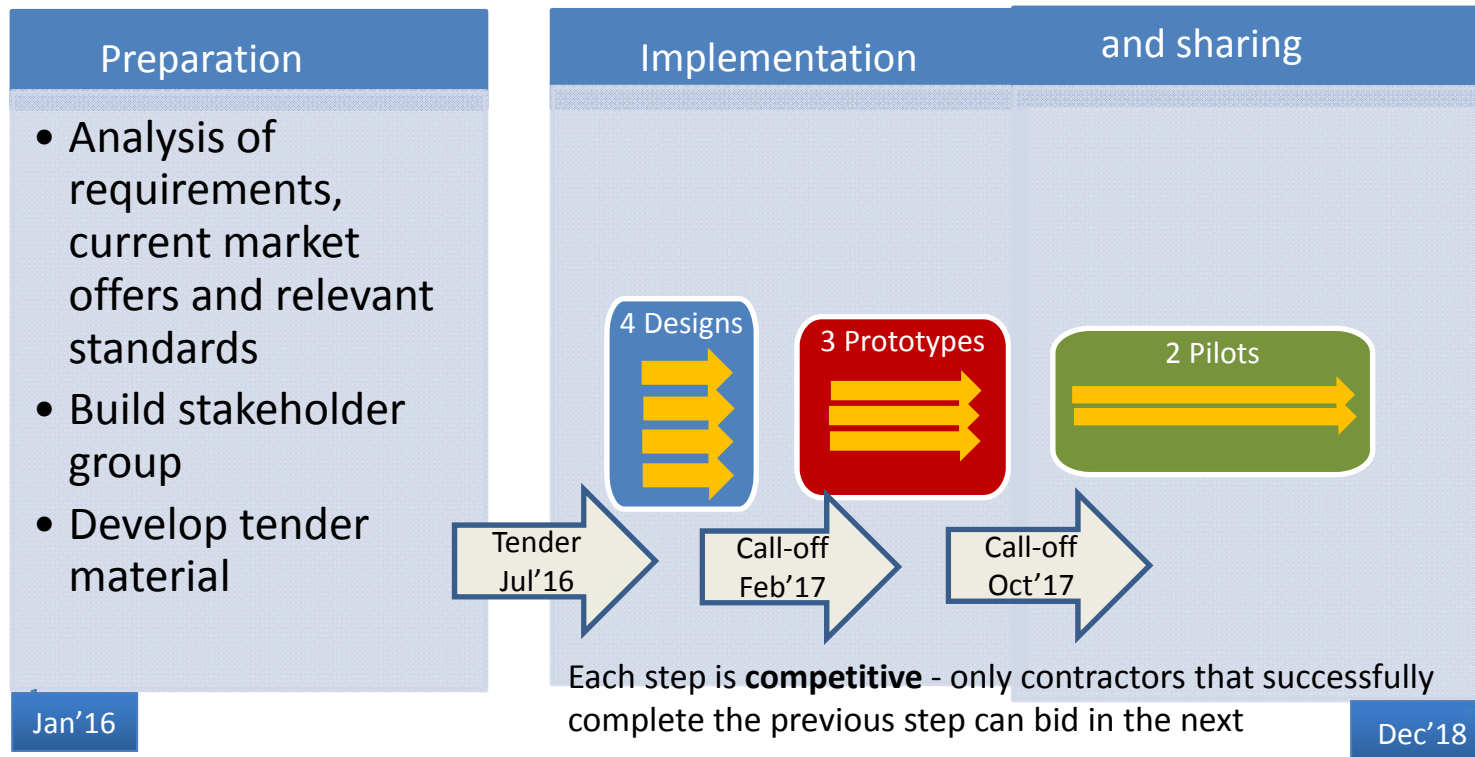 Preparation
• Analysis of
requirements,
current market
offers and relevant
standards
• Build stakeholder
group
• Develop tender
material
Implementation
and sharing
4 Designs
3 Prototypes
2 Pilots
Tender
Jul’16
Call-off
Feb’17
Call-off
Oct’17
Each step is competitive - only contractors that successfully
complete the previous step can bid in the next
Jan’16
Dec’18